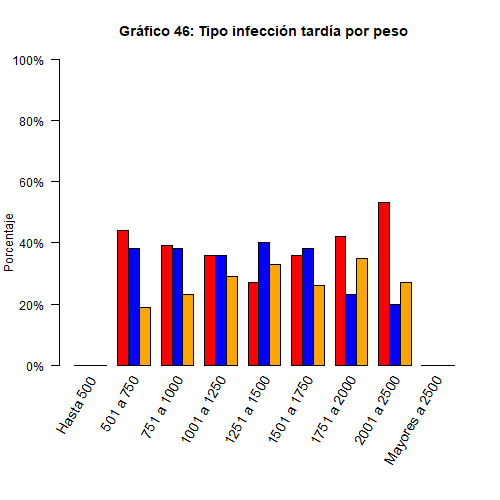 Gráfico 46: Tipo infección tardía por peso
Porcentaje
100%
80%
60%
40%
20%
0%
Hasta 500
501 a 750
751 a 1000
1001 a 1250
1251 a 1500
1501 a 1750
1751 a 2000
2001 a 2500
Mayores a 2500